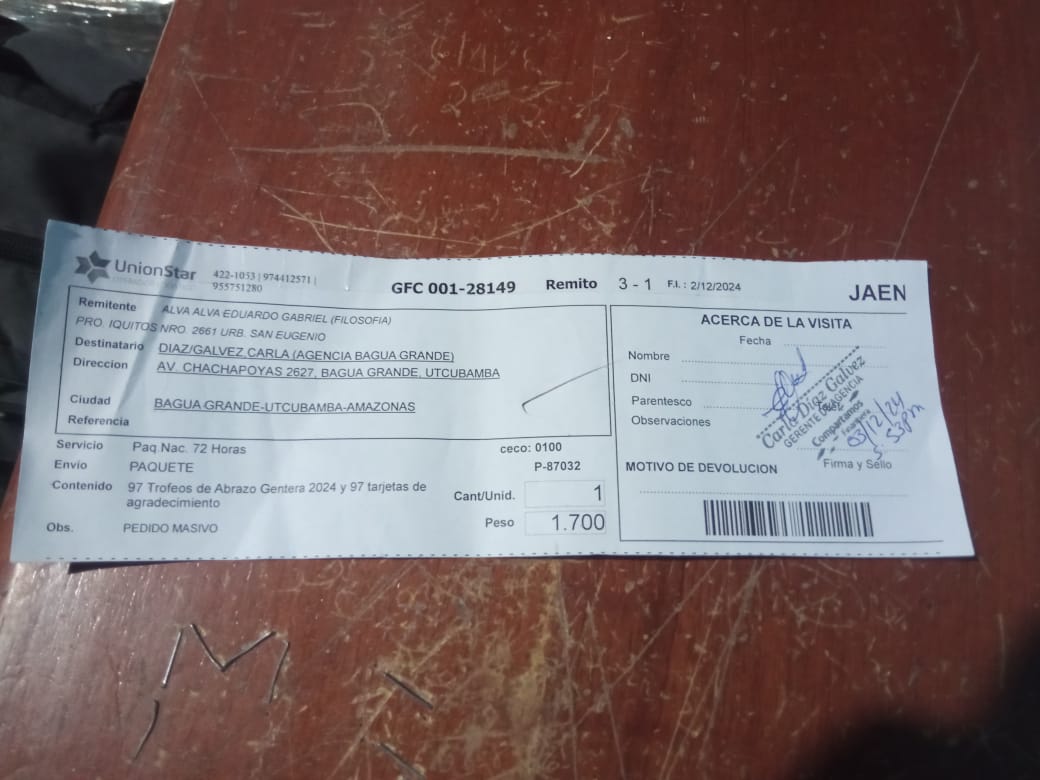 UnionStar
422-1053 | 974412571 |
955751280
GFC 001-28149 Remito 3 - 1 F.I. : 2/12/2024
JAEN
Remitente ALVA ALVA EDUARDO GABRIEL (FILOSOFIA)
PRO. IQUITOS NRO. 2661 URB. SAN EUGENIO
Destinatario DIAZ/GALVEZ,CARLA (AGENCIA BAGUA GRANDE)
Direccion AV. CHACHAPOYAS 2627, BAGUA GRANDE, UTCUBAMBA
Ciudad BAGUA GRANDE-UTCUBAMBA-AMAZONAS
Referencia
Servicio Paq Nac. 72 Horas ceco: 0100
Envio PAQUETE P-87032
Contenido 97 Trofeos de Abrazo Gentera 2024 y 97 tarjetas de
agradecimiento
Cant/Unid. 1
Obs. PEDIDO MASIVO
Peso 1.700
ACERCA DE LA VISITA
Fecha
Nombre
DNI
Parentesco
Observaciones
Carla Díaz Gálvez
GERENTE DE AGENCIA
Compartamos
Financiera
03/12/24
5:53pm
Firma y Sello
MOTIVO DE DEVOLUCION